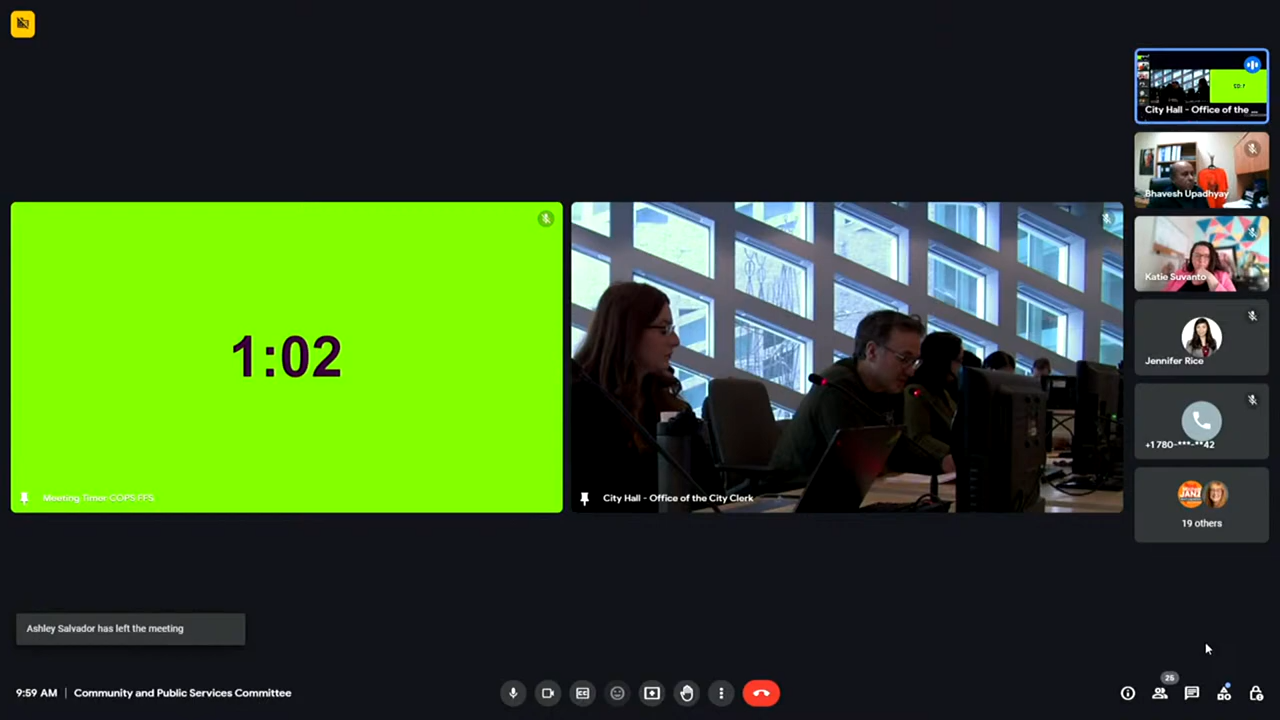 City Hall - Office of the ...
Bhavesh Upadhyay
Katie Suvanto
1:02
Jennifer Rice
+1 780-***-**42
Meeting Timer COPS FFS
City Hall - Office of the City Clerk
19 others
Ashley Salvador has left the meeting
9:59 AM | Community and Public Services Committee
25